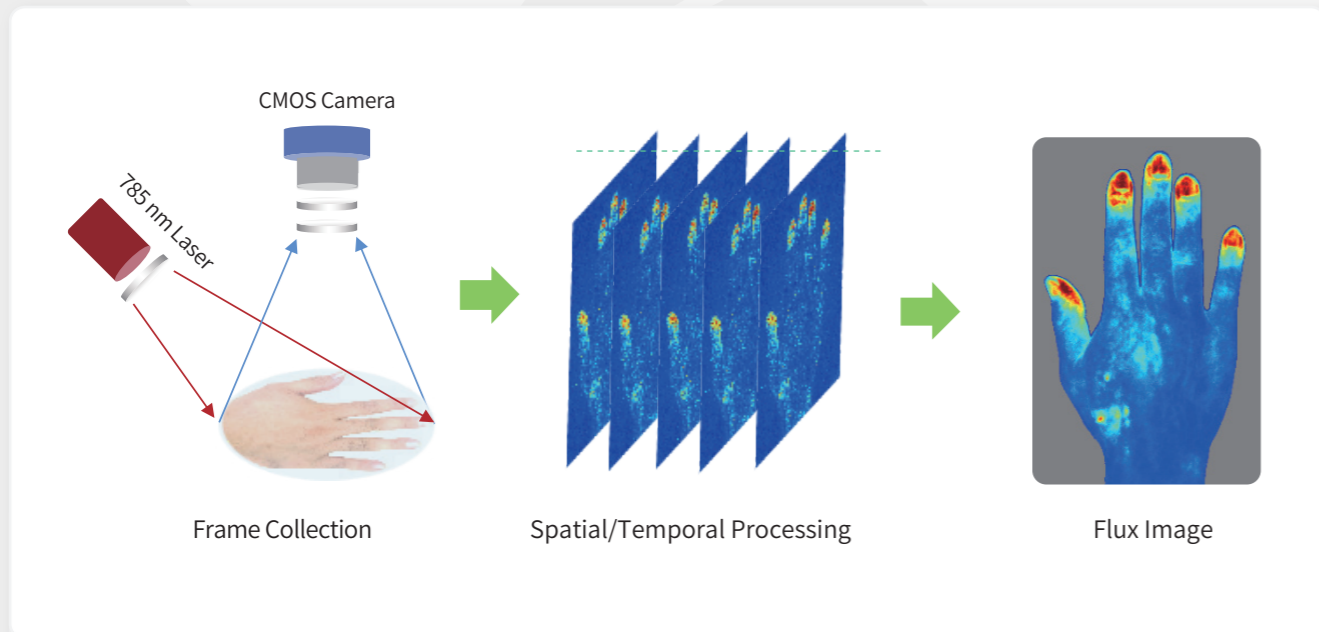 CMOS Camera
785 nm Laser
Frame Collection
Spatial/Temporal Processing
Flux Image